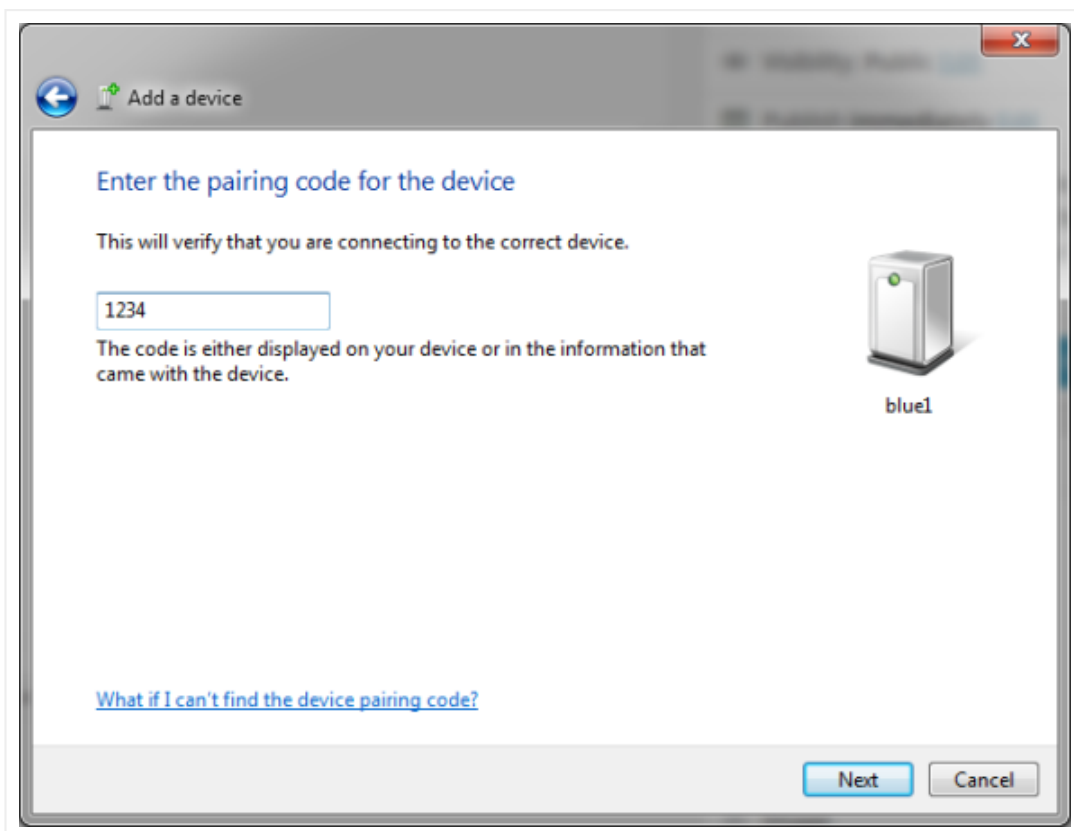 Add a device
Enter the pairing code for the device
This will verify that you are connecting to the correct device.
1234
The code is either displayed on your device or in the information that
came with the device.
blue1
What if I can't find the device pairing code?
Next
Cancel